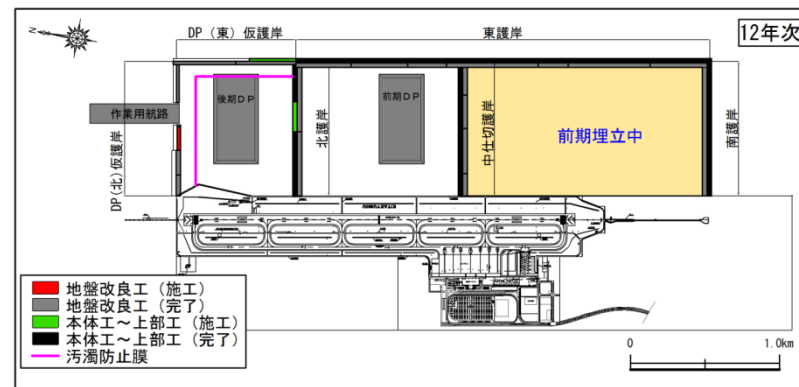 DP（東）仮護岸
東護岸
12年次
N
作業用航路
後期DP
前期DP
前期埋立中
DP(北)仮護岸
北護岸
中仕切護岸
南護岸
地盤改良工（施工）
地盤改良工（完了）
本体工～上部工（施工）
本体工～上部工（完了）
汚濁防止膜
0
1.0km